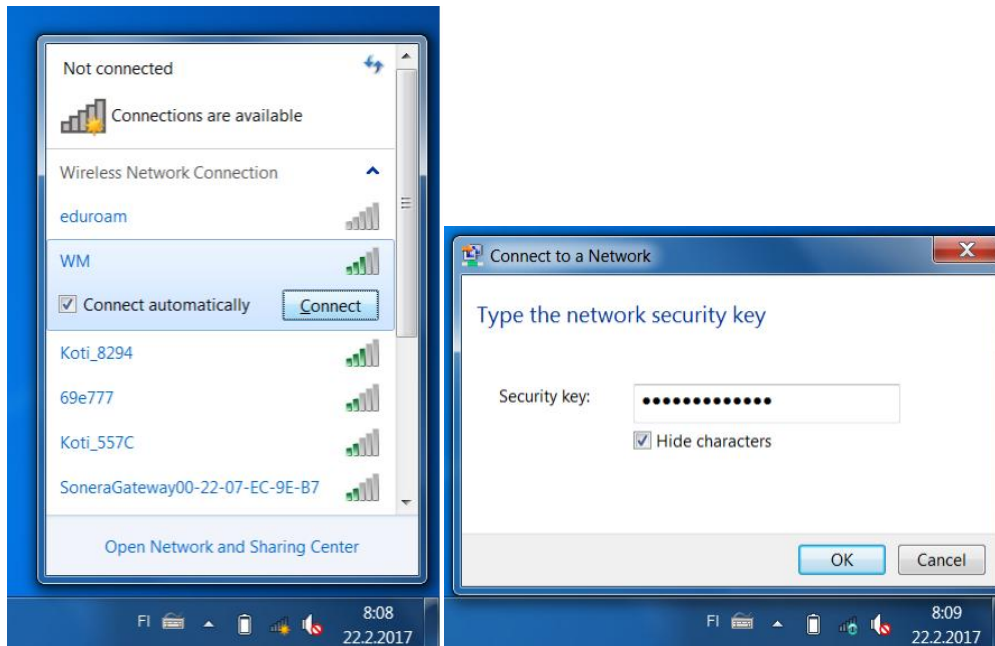 Not connected
Connections are available
Wireless Network Connection
eduroam
WM
Connect automatically Connect
Koti_8294
69e777
Koti_557C
SoneraGateway00-22-07-EC-9E-B7
Open Network and Sharing Center
FI 8:08
22.2.2017
Connect to a Network
X
Type the network security key
Security key: •••••••••••••
Hide characters
OK Cancel
FI 8:09
22.2.2017